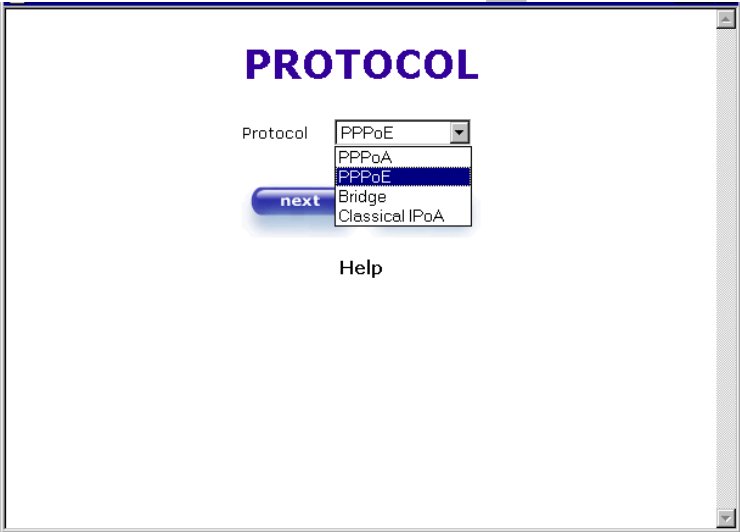 PROTOCOL
Protocol PPPoE
PPPoA
PPPoE
Bridge
Classical IPoA
next
Help